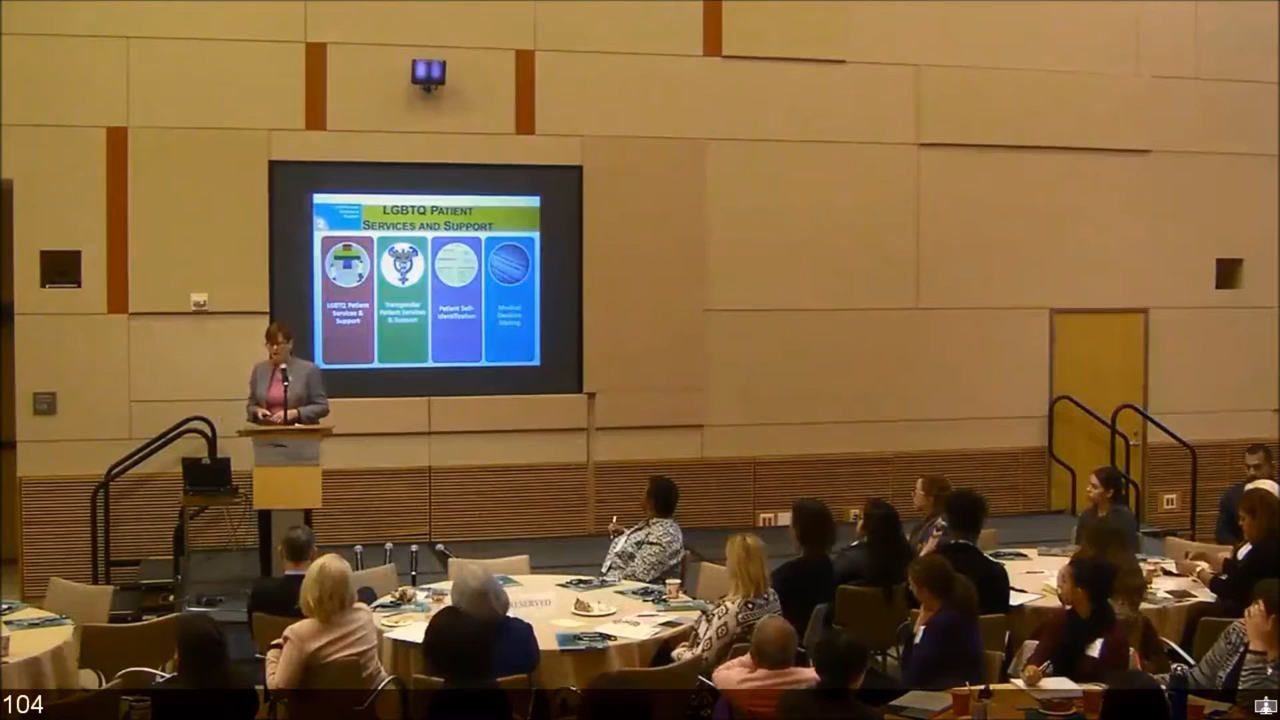 LGBTQ PATIENT
SERVICES AND SUPPORT
LGBTQ Patient
Services &
Support
Transgender
Patient Services
& Support
Patient Self-
Identification
Medical
Decision
Making
RESERVED
104